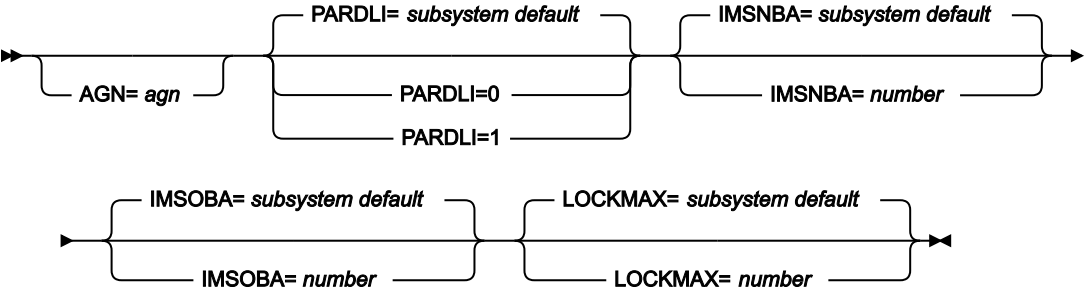 PARDLI= subsystem default
IMSNBA= subsystem default
AGN= agn
PARDLI=0
IMSNBA= number
PARDLI=1
IMSOBA= subsystem default
LOCKMAX= subsystem default
IMSOBA= number
LOCKMAX= number